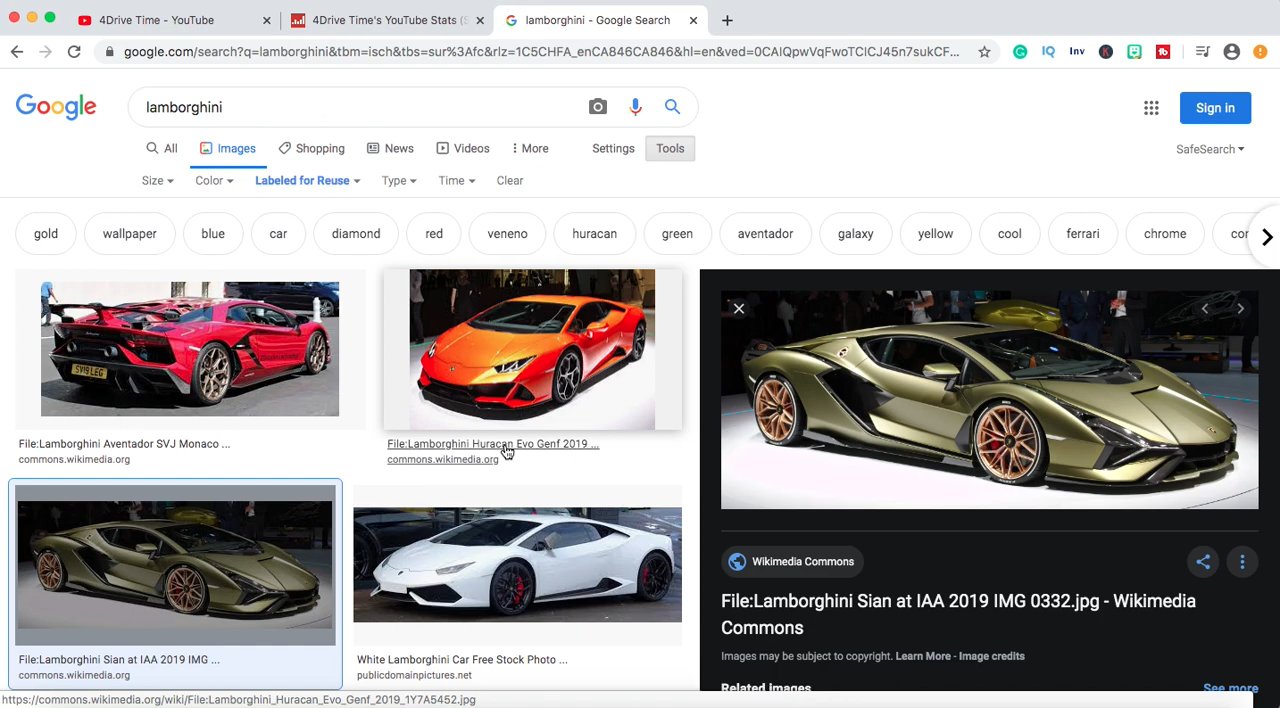 4Drive Time - YouTube
4Drive Time's YouTube Stats (S
lamborghini - Google Search
google.com/search?q=lamborghini&tbm=isch&tbs=sur%3Afc&rlz=1C5CHFA_enCA846CA846&hl=en&ved=0CAIQpwVqFwoTCICJ45n7sukCF...
IQ
Inv
K
tb
Google
lamborghini
Sign in
All
Images
Shopping
News
Videos
More
Settings
Tools
SafeSearch
Size
Color
Labeled for Reuse
Type
Time
Clear
gold
wallpaper
blue
car
diamond
red
veneno
huracan
green
aventador
galaxy
yellow
cool
ferrari
chrome
SV19 LEG
File:Lamborghini Aventador SVJ Monaco ...
commons.wikimedia.org
File:Lamborghini Huracan Evo Genf 2019 ...
commons.wikimedia.org
File:Lamborghini Sian at IAA 2019 IMG ...
commons.wikimedia.org
White Lamborghini Car Free Stock Photo ...
publicdomainpictures.net
Wikimedia Commons
File:Lamborghini Sian at IAA 2019 IMG 0332.jpg - Wikimedia
Commons
Images may be subject to copyright. Learn More - Image credits
Related Images
See more
https://commons.wikimedia.org/wiki/File:Lamborghini_Huracan_Evo_Genf_2019_1Y7A5452.jpg